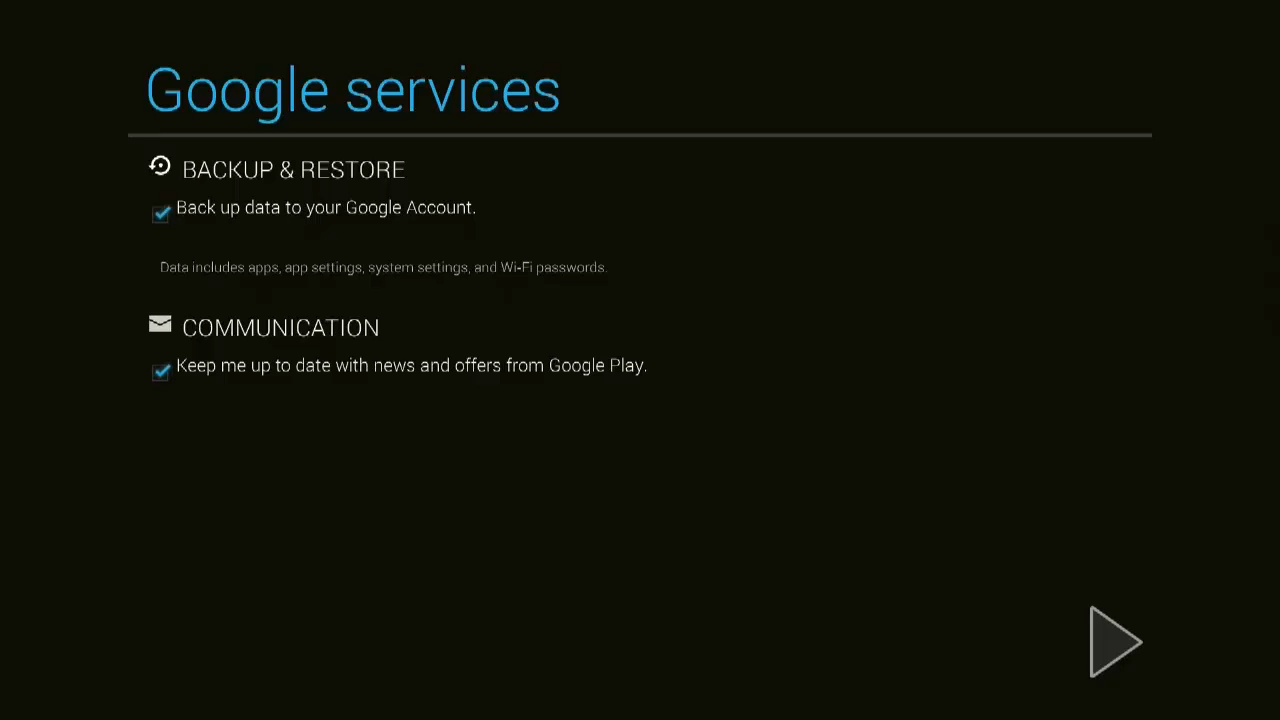 Google services
BACKUP & RESTORE
Back up data to your Google Account.
Data includes apps, app settings, system settings, and Wi-Fi passwords.
COMMUNICATION
Keep me up to date with news and offers from Google Play.